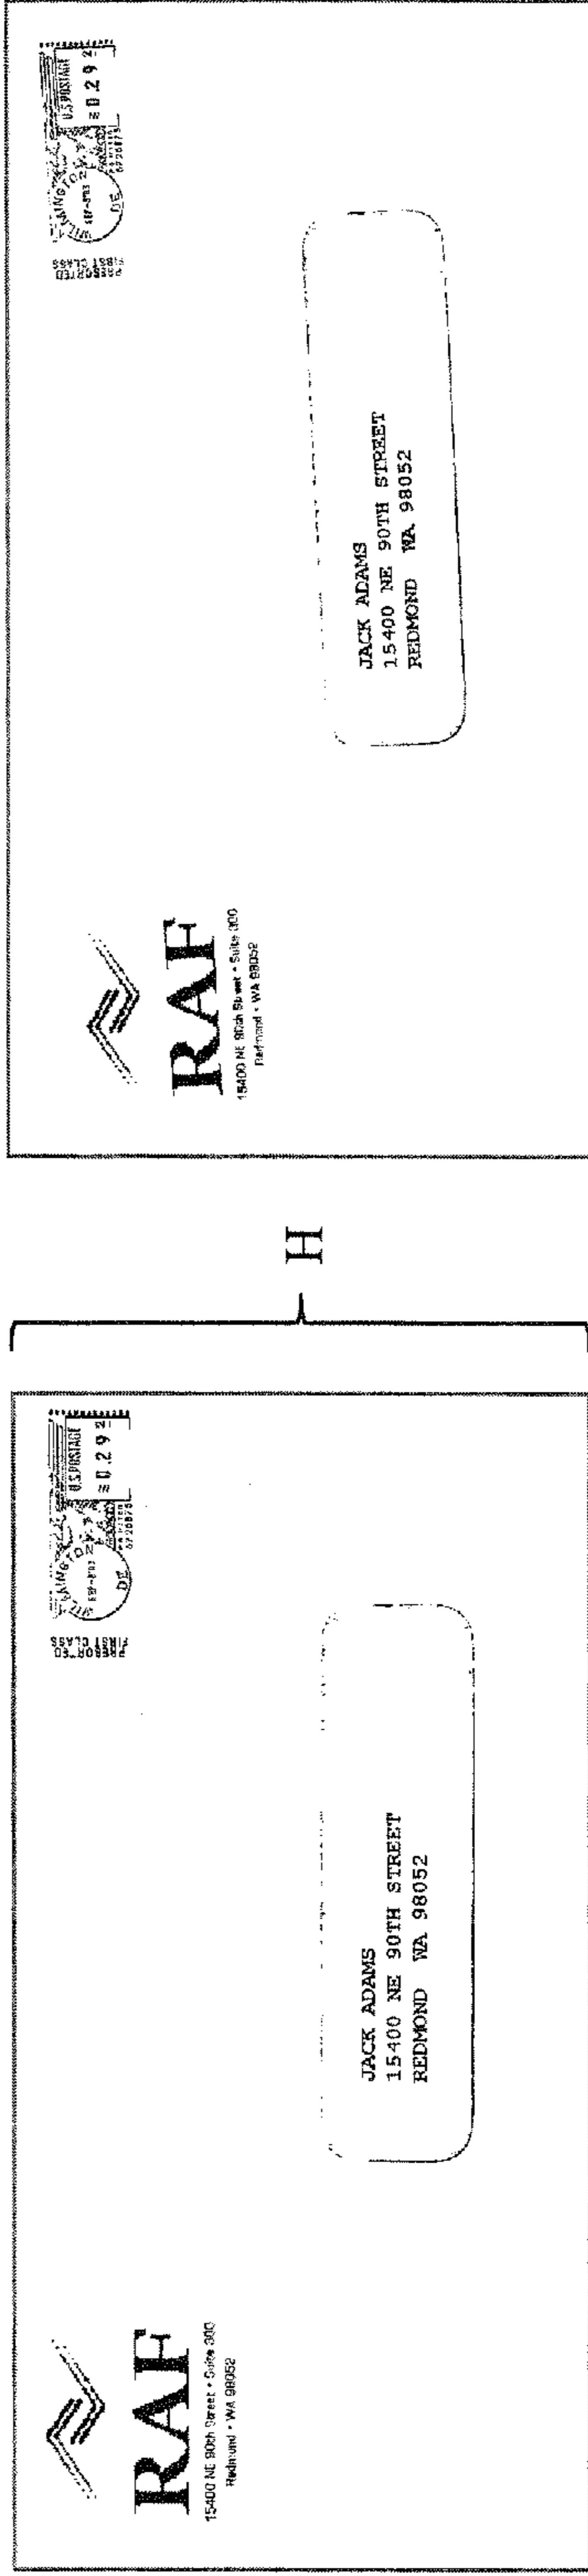 RAF
15400 NE 90th Street • Suite 300
Redmond • WA 98052
PRESORTED
FIRST CLASS
U.S. POSTAGE
0.29
DE
JACK ADAMS
15400 NE 90TH STREET
REDMOND WA 98052
H
RAF
15400 NE 90th Street • Suite 300
Redmond • WA 98052
PRESORTED
FIRST CLASS
U.S. POSTAGE
0.29
DE
JACK ADAMS
15400 NE 90TH STREET
REDMOND WA 98052